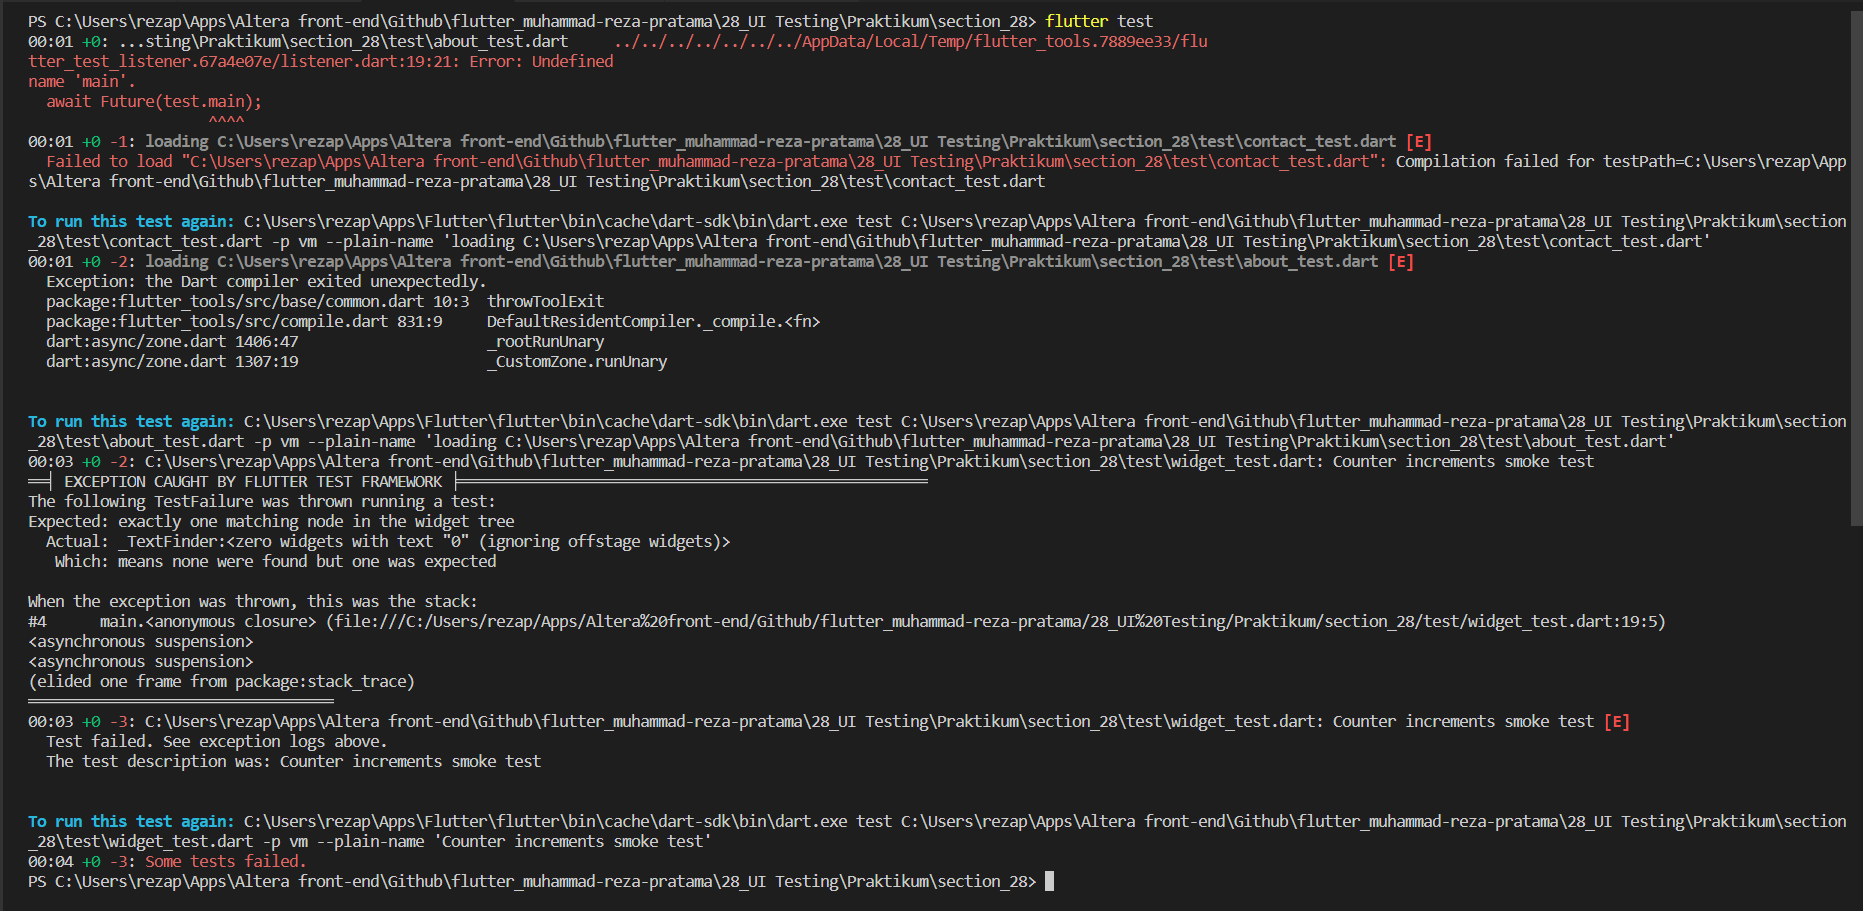 PS C:\Users\rezap\Apps\Altera front-end\Github\flutter_muhammad-reza-pratama\28_UI Testing\Praktikum\section_28> flutter test
00:01 +0: ...sting\Praktikum\section_28\test\about_test.dart     ../../../../../../../AppData/Local/Temp/flutter_tools.7889ee33/flu
tter_test_listener.67a4e07e/listener.dart:19:21: Error: Undefined
name 'main'.
  await Future(test.main);
                    ^^^^
00:01 +0 -1: loading C:\Users\rezap\Apps\Altera front-end\Github\flutter_muhammad-reza-pratama\28_UI Testing\Praktikum\section_28\test\contact_test.dart [E]
  Failed to load "C:\Users\rezap\Apps\Altera front-end\Github\flutter_muhammad-reza-pratama\28_UI Testing\Praktikum\section_28\test\contact_test.dart": Compilation failed for testPath=C:\Users\rezap\App
s\Altera front-end\Github\flutter_muhammad-reza-pratama\28_UI Testing\Praktikum\section_28\test\contact_test.dart
To run this test again: C:\Users\rezap\Apps\Flutter\flutter\bin\cache\dart-sdk\bin\dart.exe test C:\Users\rezap\Apps\Altera front-end\Github\flutter_muhammad-reza-pratama\28_UI Testing\Praktikum\section
_28\test\contact_test.dart -p vm --plain-name 'loading C:\Users\rezap\Apps\Altera front-end\Github\flutter_muhammad-reza-pratama\28_UI Testing\Praktikum\section_28\test\contact_test.dart'
00:01 +0 -2: loading C:\Users\rezap\Apps\Altera front-end\Github\flutter_muhammad-reza-pratama\28_UI Testing\Praktikum\section_28\test\about_test.dart [E]
  Exception: the Dart compiler exited unexpectedly.
  package:flutter_tools/src/base/common.dart 10:3  throwToolExit
  package:flutter_tools/src/compile.dart 831:9     DefaultResidentCompiler._compile.<fn>
  dart:async/zone.dart 1406:47                     _rootRunUnary
  dart:async/zone.dart 1307:19                     _CustomZone.runUnary
To run this test again: C:\Users\rezap\Apps\Flutter\flutter\bin\cache\dart-sdk\bin\dart.exe test C:\Users\rezap\Apps\Altera front-end\Github\flutter_muhammad-reza-pratama\28_UI Testing\Praktikum\section
_28\test\about_test.dart -p vm --plain-name 'loading C:\Users\rezap\Apps\Altera front-end\Github\flutter_muhammad-reza-pratama\28_UI Testing\Praktikum\section_28\test\about_test.dart'
00:03 +0 -2: C:\Users\rezap\Apps\Altera front-end\Github\flutter_muhammad-reza-pratama\28_UI Testing\Praktikum\section_28\test\widget_test.dart: Counter increments smoke test
══╡ EXCEPTION CAUGHT BY FLUTTER TEST FRAMEWORK ╞════════════════════════════════════════════════════
The following TestFailure was thrown running a test:
Expected: exactly one matching node in the widget tree
  Actual: _TextFinder:<zero widgets with text "0" (ignoring offstage widgets)>
   Which: means none were found but one was expected
When the exception was thrown, this was the stack:
#4      main.<anonymous closure> (file:///C:/Users/rezap/Apps/Altera%20front-end/Github/flutter_muhammad-reza-pratama/28_UI%20Testing/Praktikum/section_28/test/widget_test.dart:19:5)
<asynchronous suspension>
<asynchronous suspension>
(elided one frame from package:stack_trace)
══════════════════════════════════
00:03 +0 -3: C:\Users\rezap\Apps\Altera front-end\Github\flutter_muhammad-reza-pratama\28_UI Testing\Praktikum\section_28\test\widget_test.dart: Counter increments smoke test [E]
  Test failed. See exception logs above.
  The test description was: Counter increments smoke test
To run this test again: C:\Users\rezap\Apps\Flutter\flutter\bin\cache\dart-sdk\bin\dart.exe test C:\Users\rezap\Apps\Altera front-end\Github\flutter_muhammad-reza-pratama\28_UI Testing\Praktikum\section
_28\test\widget_test.dart -p vm --plain-name 'Counter increments smoke test'
00:04 +0 -3: Some tests failed.
PS C:\Users\rezap\Apps\Altera front-end\Github\flutter_muhammad-reza-pratama\28_UI Testing\Praktikum\section_28>